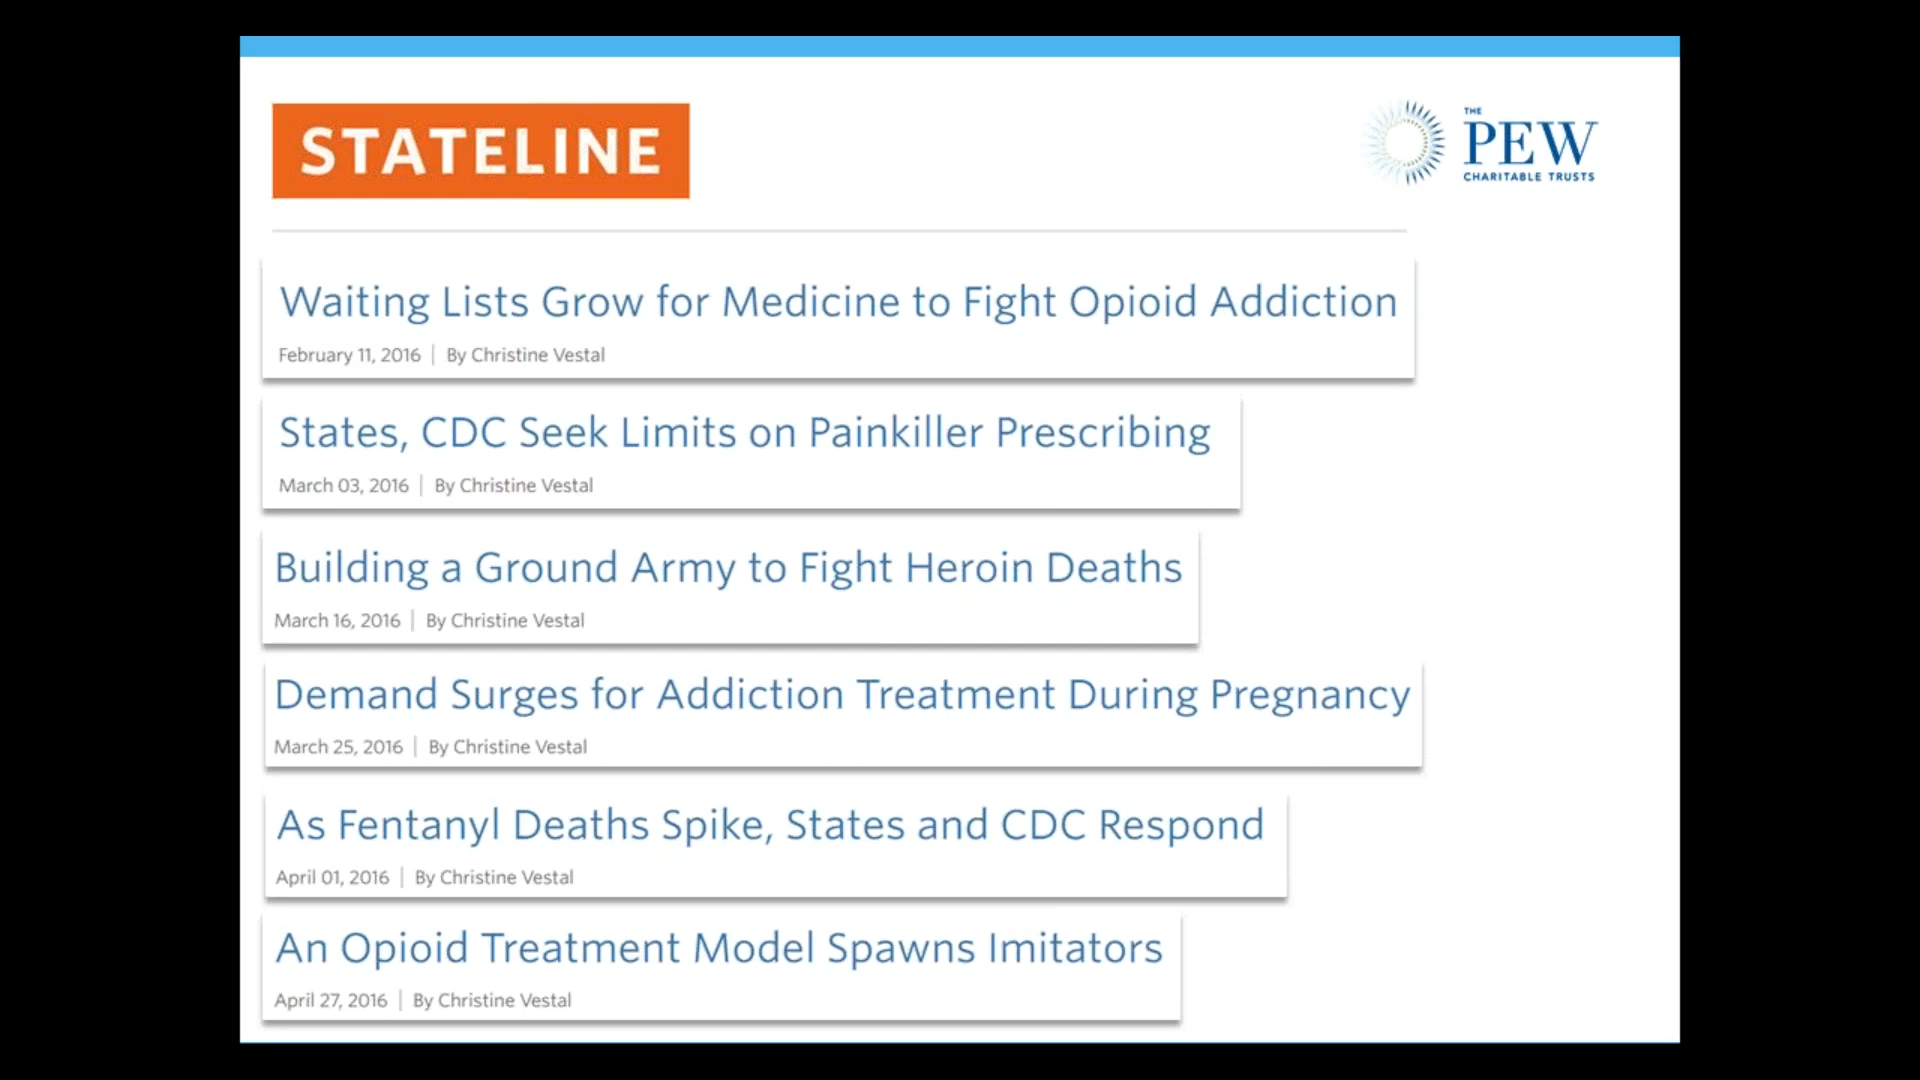 STATELINE
THE
PEW
CHARITABLE TRUSTS
Waiting Lists Grow for Medicine to Fight Opioid Addiction
February 11, 2016 | By Christine Vestal
States, CDC Seek Limits on Painkiller Prescribing
March 03, 2016 | By Christine Vestal
Building a Ground Army to Fight Heroin Deaths
March 16, 2016 | By Christine Vestal
Demand Surges for Addiction Treatment During Pregnancy
March 25, 2016 | By Christine Vestal
As Fentanyl Deaths Spike, States and CDC Respond
April 01, 2016 | By Christine Vestal
An Opioid Treatment Model Spawns Imitators
April 27, 2016 | By Christine Vestal